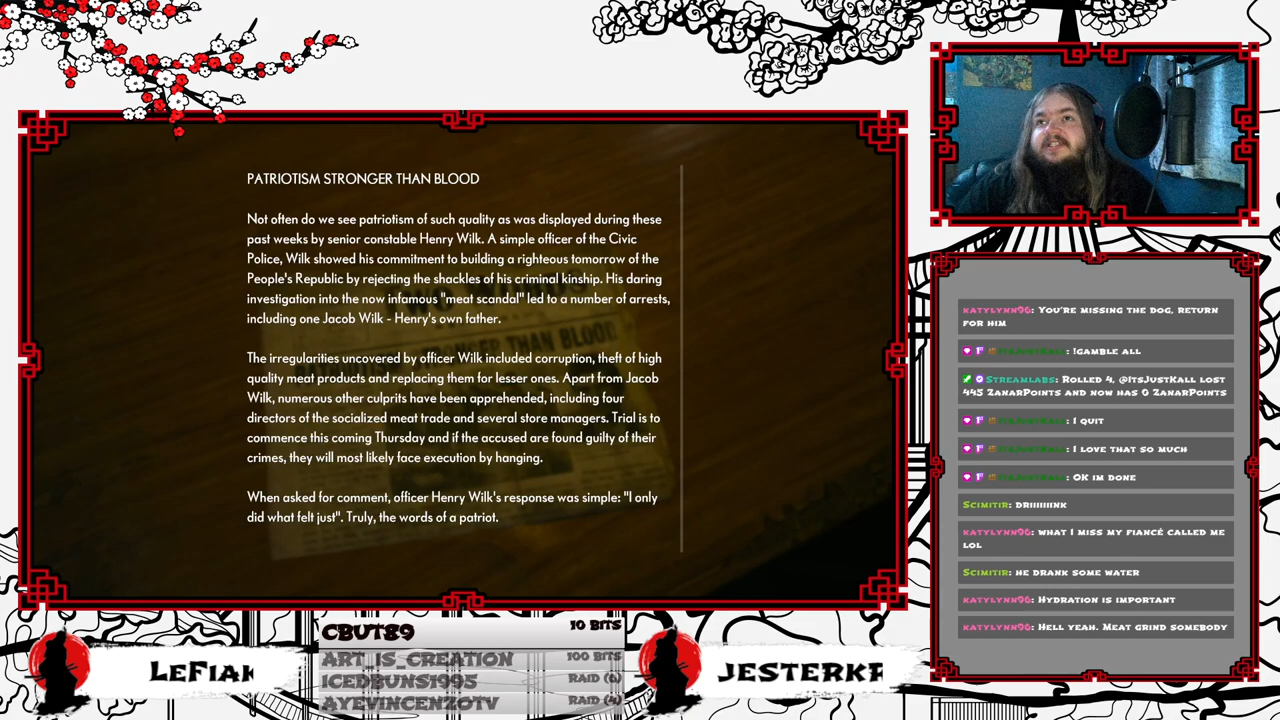 PATRIOTISM STRONGER THAN BLOOD
Not often do we see patriotism of such quality as was displayed during these
past weeks by senior constable Henry Wilk. A simple officer of the Civic
Police, Wilk showed his commitment to building a righteous tomorrow of the
People's Republic by rejecting the shackles of his criminal kinship. His daring
investigation into the now infamous "meat scandal" led to a number of arrests,
including one Jacob Wilk - Henry's own father.
The irregularities uncovered by officer Wilk included corruption, theft of high
quality meat products and replacing them for lesser ones. Apart from Jacob
Wilk, numerous other culprits have been apprehended, including four
directors of the socialized meat trade and several store managers. Trial is to
commence this coming Thursday and if the accused are found guilty of their
crimes, they will most likely face execution by hanging.
When asked for comment, officer Henry Wilk's response was simple: "I only
did what felt just". Truly, the words of a patriot.
THAN BLOOD
KATYLYNN96: YOU'RE MISSING THE DOG, RETURN
FOR HIM
ITSJUSTKALL: !GAMBLE ALL
STREAMLABS: ROLLED 4, @ITSJUSTKALL LOST
445 ZANARPOINTS AND NOW HAS 0 ZANARPOINTS
ITSJUSTKALL: I QUIT
ITSJUSTKALL: I LOVE THAT SO MUCH
ITSJUSTKALL: OK IM DONE
SCIMITIR: DRIIIIIINK
KATYLYNN96: WHAT I MISS MY FIANCÉ CALLED ME
LOL
SCIMITIR: HE DRANK SOME WATER
KATYLYNN96: HYDRATION IS IMPORTANT
KATYLYNN96: HELL YEAH. MEAT GRIND SOMEBODY
LEFIAK
CBUT89 10 BITS
ART_IS_CREATION 100 BITS
ICEDBUNS1995 RAID (6)
AYEVINCENZOTV RAID (4)